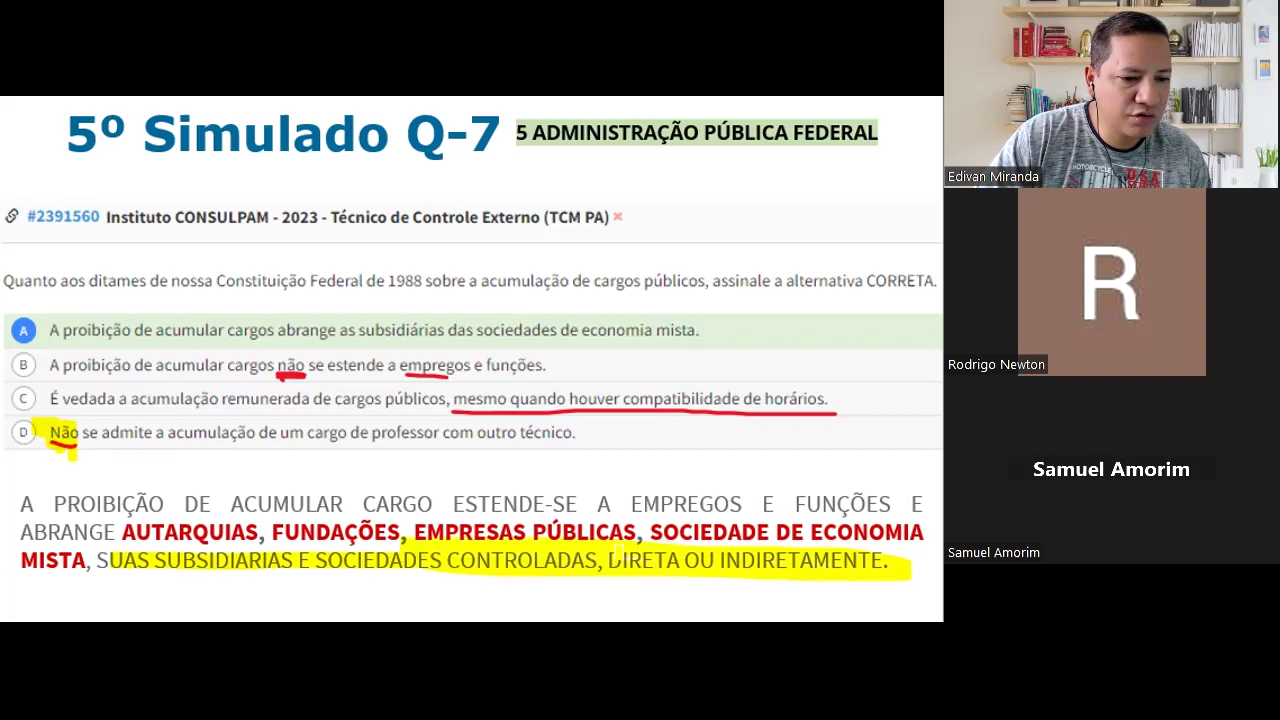 5º Simulado Q-7 5 ADMINISTRAÇÃO PÚBLICA FEDERAL
#2391560 Instituto CONSULPAM - 2023 - Técnico de Controle Externo (TCM PA)
Quanto aos ditames de nossa Constituição Federal de 1988 sobre a acumulação de cargos públicos, assinale a alternativa CORRETA.
A A proibição de acumular cargos abrange as subsidiárias das sociedades de economia mista.
B A proibição de acumular cargos não se estende a empregos e funções.
C É vedada a acumulação remunerada de cargos públicos, mesmo quando houver compatibilidade de horários.
D Não se admite a acumulação de um cargo de professor com outro técnico.
A PROIBIÇÃO DE ACUMULAR CARGO ESTENDE-SE A EMPREGOS E FUNÇÕES E
ABRANGE AUTARQUIAS, FUNDAÇÕES, EMPRESAS PÚBLICAS, SOCIEDADE DE ECONOMIA
MISTA, SUAS SUBSIDIARIAS E SOCIEDADES CONTROLADAS, DIRETA OU INDIRETAMENTE.
MOTORCYCLE
Edivan Miranda
R
Rodrigo Newton
Samuel Amorim
Samuel Amorim